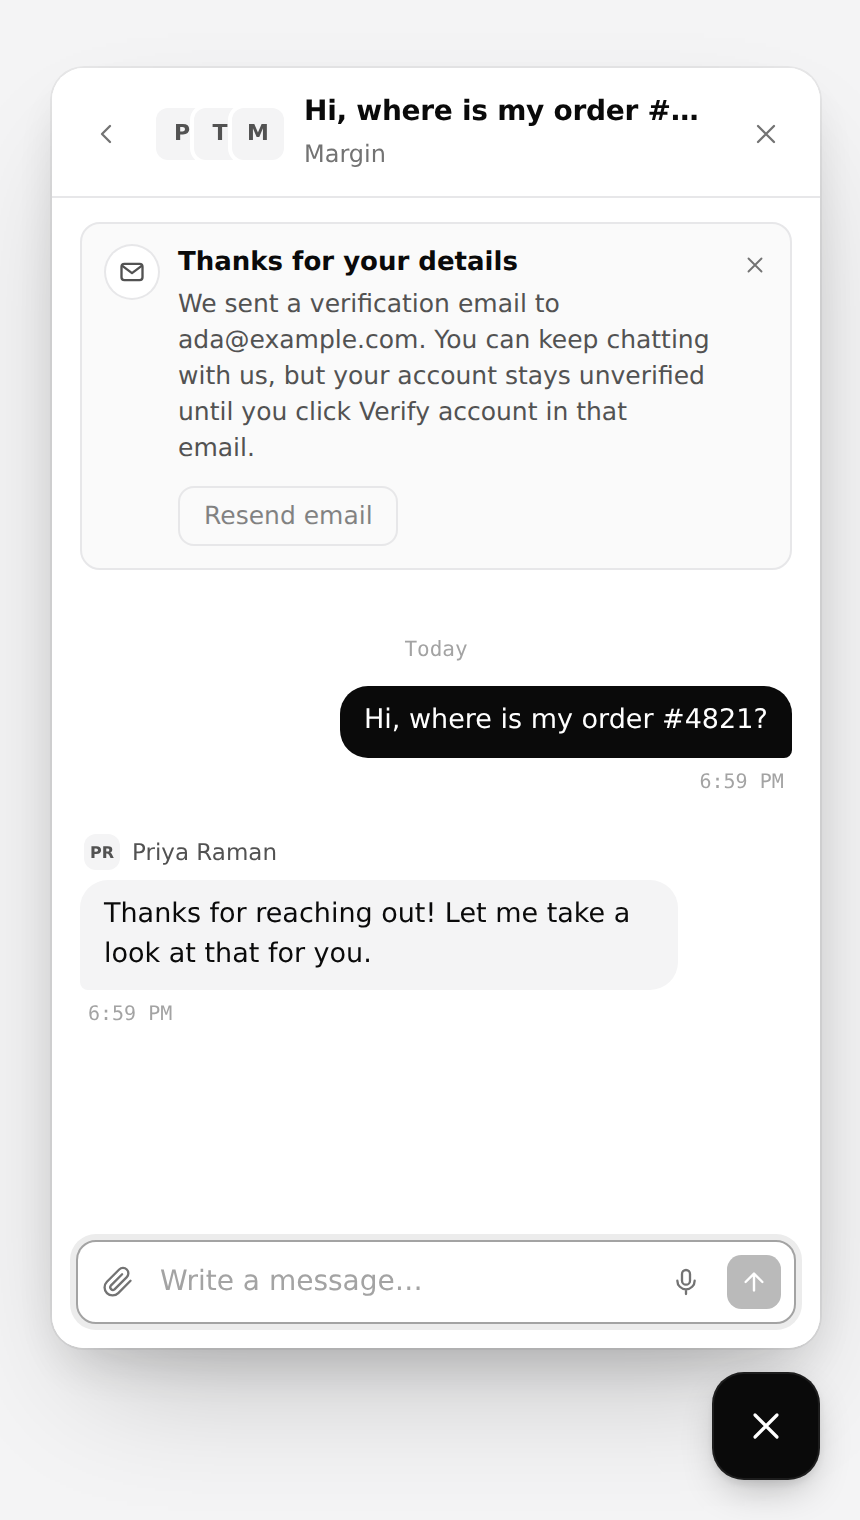 P T M
Hi, where is my order #...
Margin
Thanks for your details
We sent a verification email to
ada@example.com. You can keep chatting
with us, but your account stays unverified
until you click Verify account in that
email.
Resend email
Today
Hi, where is my order #4821?
6:59 PM
PR Priya Raman
Thanks for reaching out! Let me take a
look at that for you.
6:59 PM
Write a message...